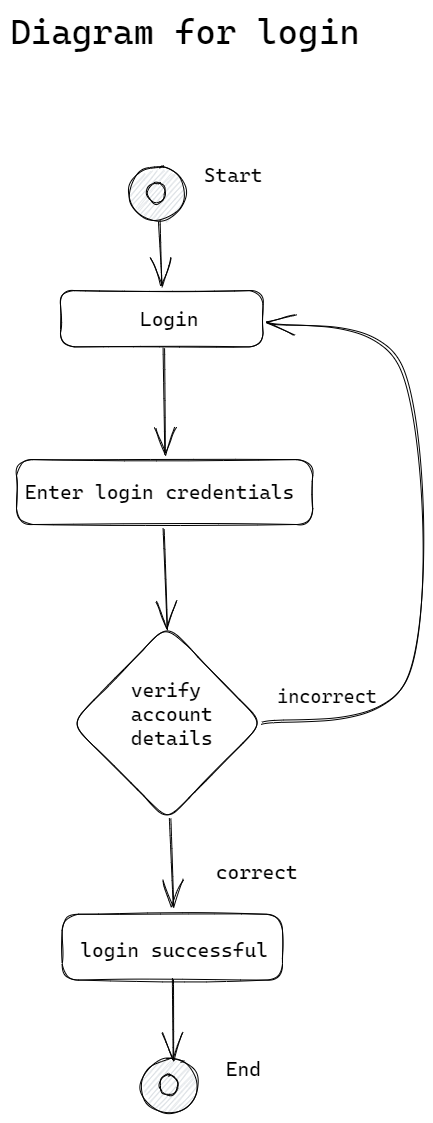 Diagram for login
Start
Login
Enter login credentials
verify
account
details
incorrect
correct
login successful
End